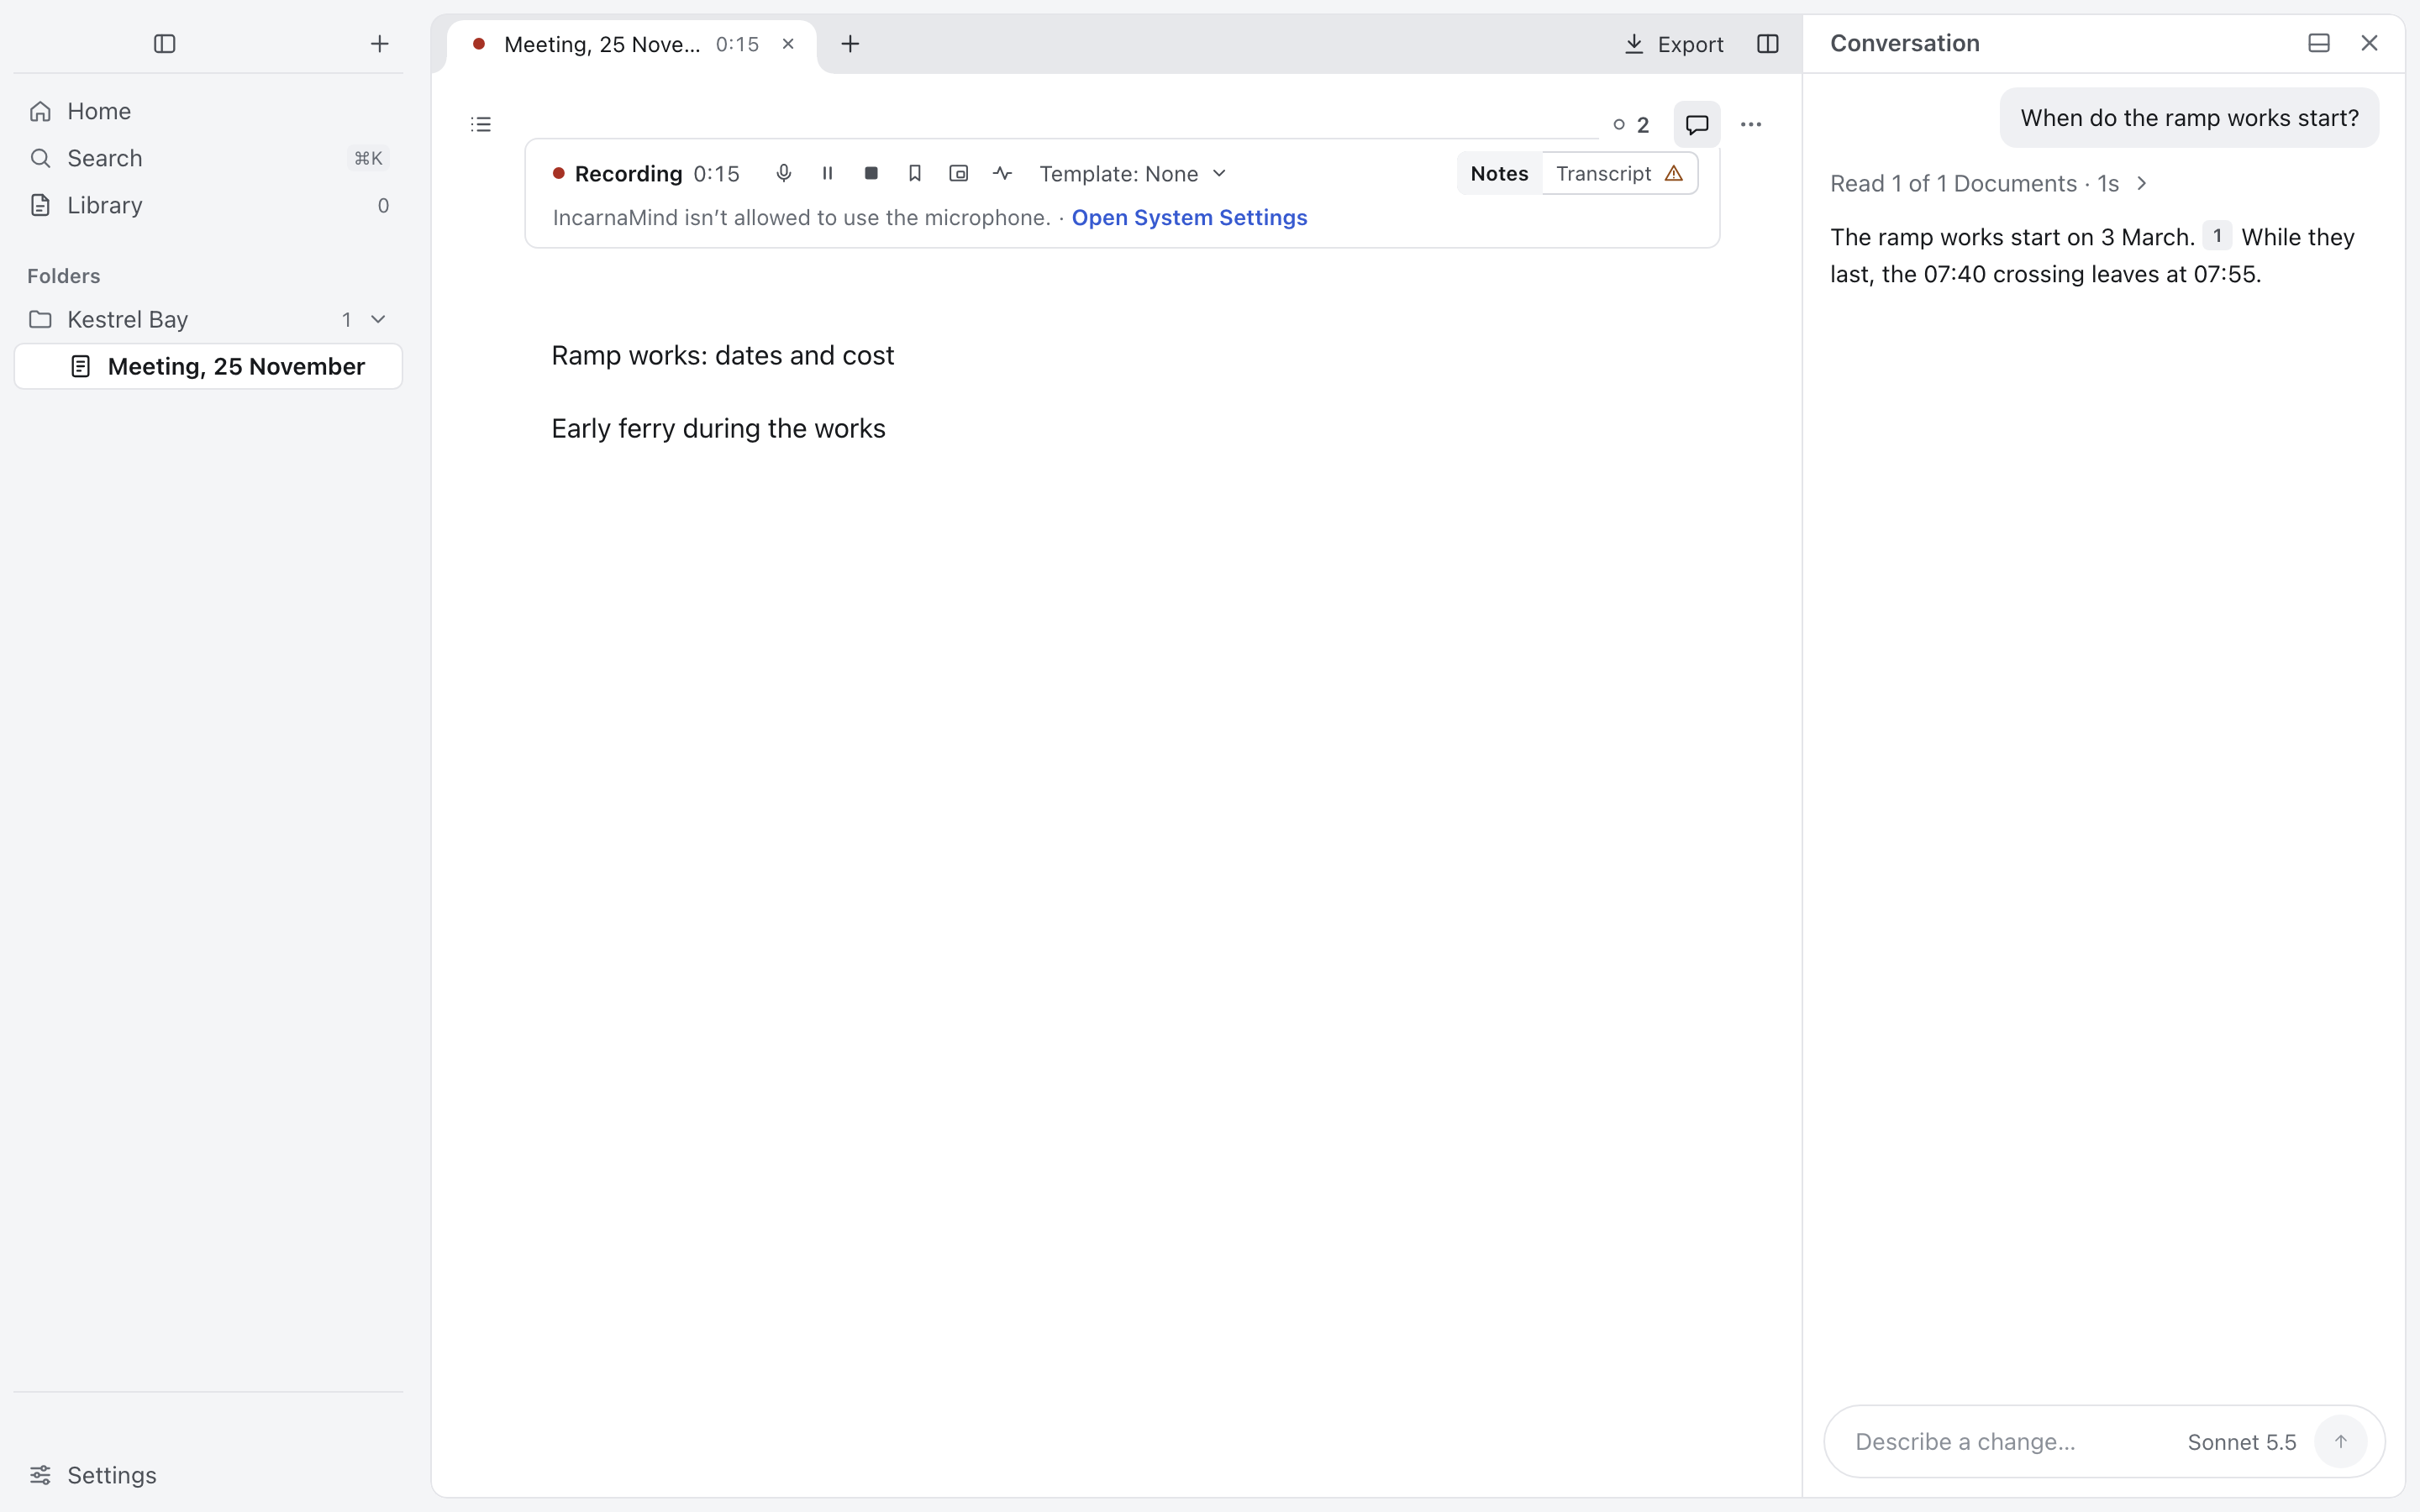 Home
Search ⌘K
Library 0
Folders
Kestrel Bay 1
Meeting, 25 November
Settings
Meeting, 25 Nove... 0:15
Export
2
Recording 0:15 Template: None Notes Transcript
IncarnaMind isn’t allowed to use the microphone. · Open System Settings
Ramp works: dates and cost
Early ferry during the works
Conversation
When do the ramp works start?
Read 1 of 1 Documents · 1s
The ramp works start on 3 March. 1 While they
last, the 07:40 crossing leaves at 07:55.
Describe a change... Sonnet 5.5